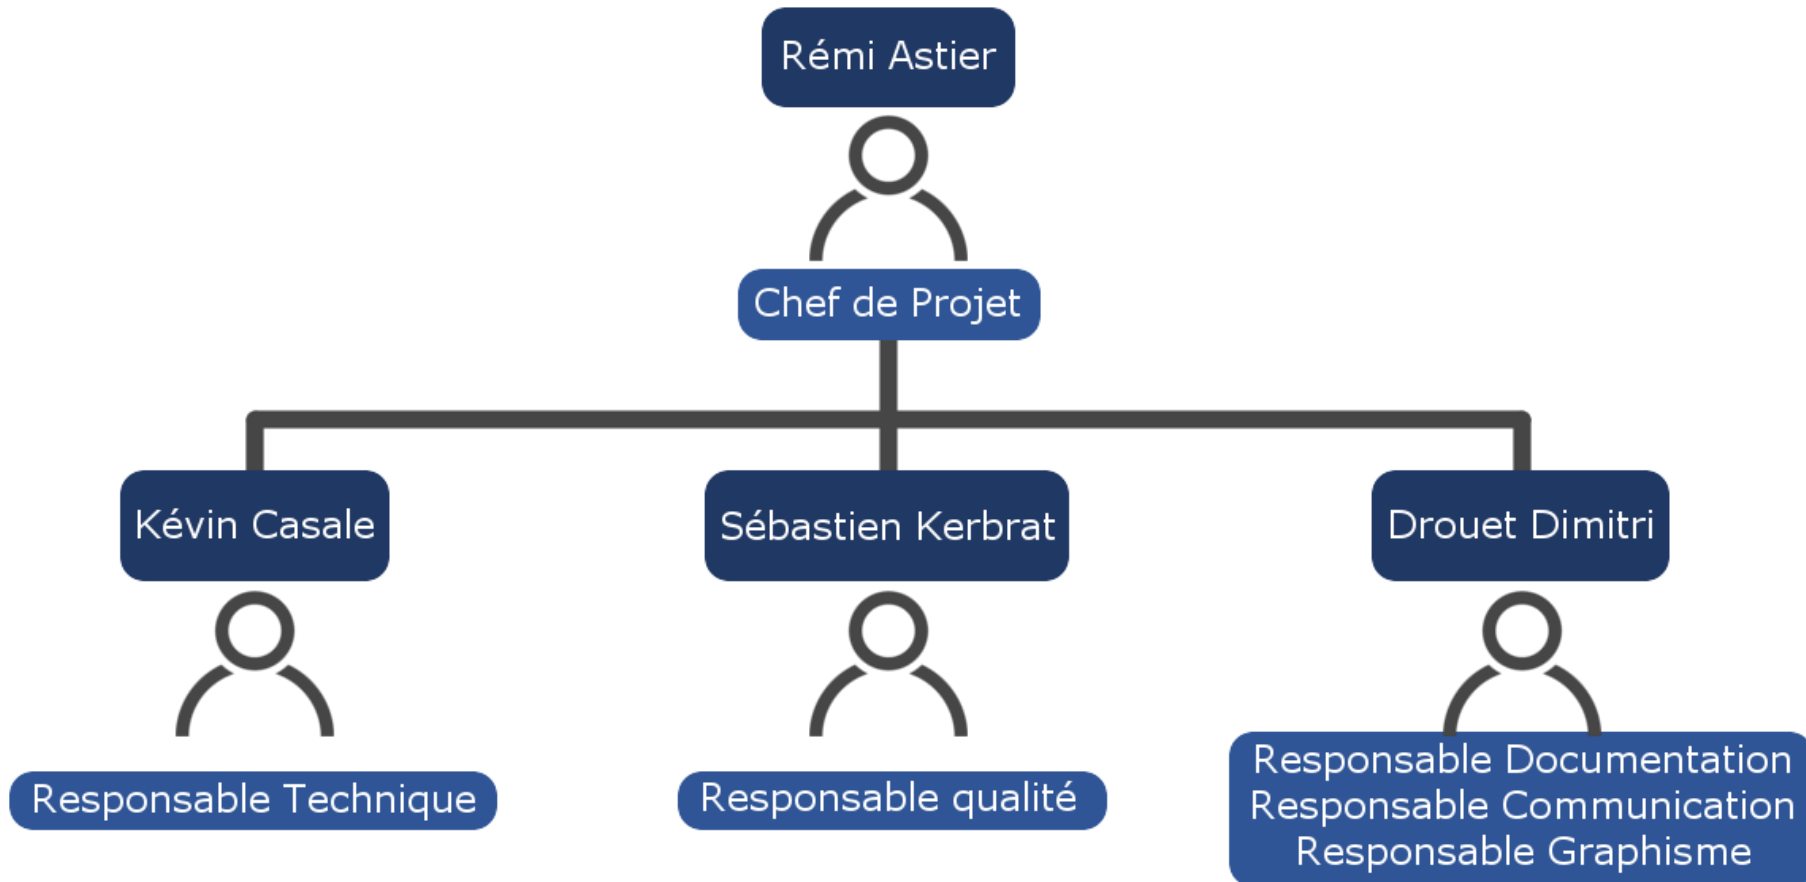 Rémi Astier
Chef de Projet
Kévin Casale
Sébastien Kerbrat
Drouet Dimitri
Responsable Technique
Responsable qualité
Responsable Documentation
Responsable Communication
Responsable Graphisme